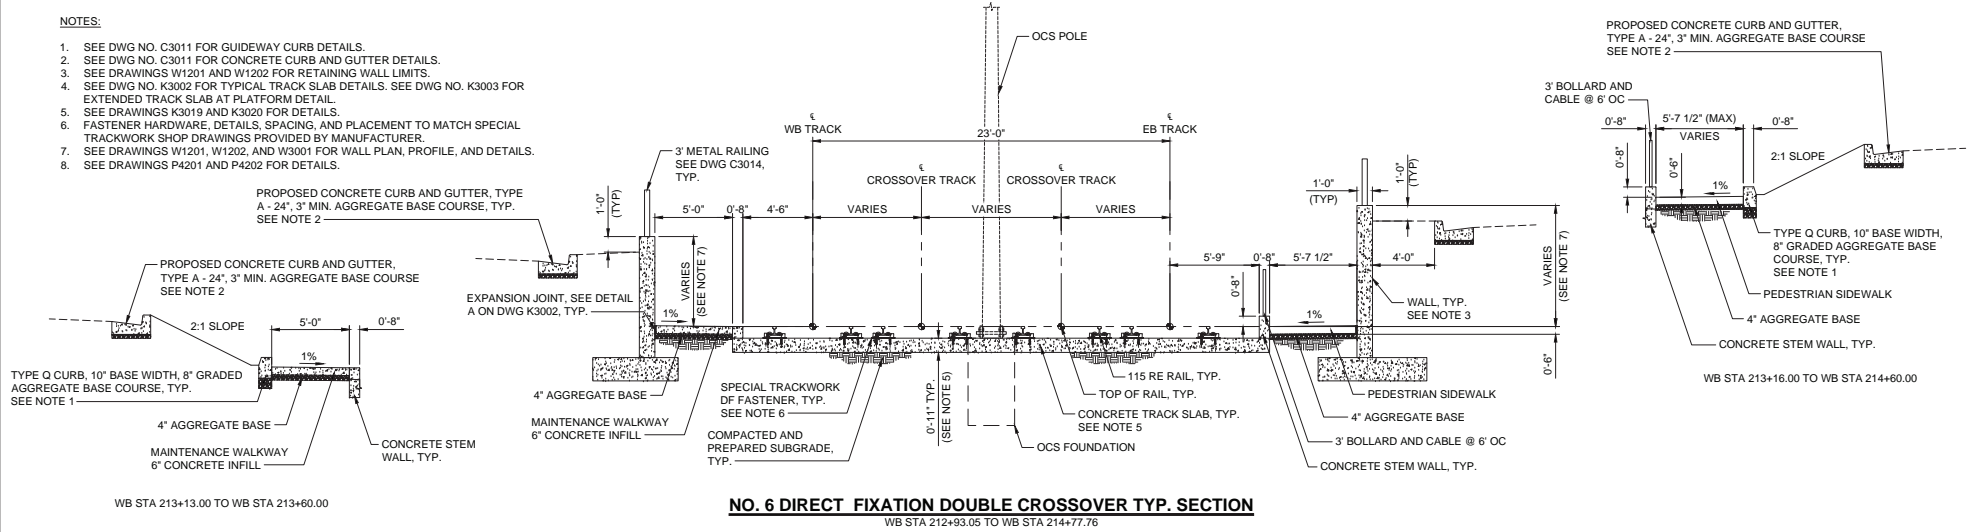 NOTES:
1. SEE DWG NO. C3011 FOR GUIDEWAY CURB DETAILS.
2. SEE DWG NO. C3011 FOR CONCRETE CURB AND GUTTER DETAILS.
3. SEE DRAWINGS W1201 AND W1202 FOR RETAINING WALL LIMITS.
4. SEE DWG NO. K3002 FOR TYPICAL TRACK SLAB DETAILS. SEE DWG NO. K3003 FOR
EXTENDED TRACK SLAB AT PLATFORM DETAIL.
5. SEE DRAWINGS K3019 AND K3020 FOR DETAILS.
6. FASTENER HARDWARE, DETAILS, SPACING, AND PLACEMENT TO MATCH SPECIAL
TRACKWORK SHOP DRAWINGS PROVIDED BY MANUFACTURER.
7. SEE DRAWINGS W1201, W1202, AND W3001 FOR WALL PLAN, PROFILE, AND DETAILS.
8. SEE DRAWINGS P4201 AND P4202 FOR DETAILS.
PROPOSED CONCRETE CURB AND GUTTER,
TYPE A - 24", 3" MIN. AGGREGATE BASE COURSE
SEE NOTE 2
2:1 SLOPE
5'-0"
0'-8"
1%
TYPE Q CURB, 10" BASE WIDTH, 8" GRADED
AGGREGATE BASE COURSE, TYP.
SEE NOTE 1
4" AGGREGATE BASE
MAINTENANCE WALKWAY
6" CONCRETE INFILL
CONCRETE STEM
WALL, TYP.
WB STA 213+13.00 TO WB STA 213+60.00
PROPOSED CONCRETE CURB AND GUTTER, TYPE
A - 24", 3" MIN. AGGREGATE BASE COURSE, TYP.
SEE NOTE 2
3' METAL RAILING
SEE DWG C3014,
TYP.
1'-0"
(TYP)
OCS POLE
℄
WB TRACK
23'-0"
℄
EB TRACK
℄
CROSSOVER TRACK
℄
CROSSOVER TRACK
5'-0"
0'-8"
4'-6"
VARIES
VARIES
VARIES
VARIES
(SEE NOTE 7)
EXPANSION JOINT, SEE DETAIL
A ON DWG K3002, TYP.
1%
4" AGGREGATE BASE
MAINTENANCE WALKWAY
6" CONCRETE INFILL
SPECIAL TRACKWORK
DF FASTENER, TYP.
SEE NOTE 6
COMPACTED AND
PREPARED SUBGRADE,
TYP.
0'-11" TYP.
(SEE NOTE 5)
115 RE RAIL, TYP.
TOP OF RAIL, TYP.
CONCRETE TRACK SLAB, TYP.
SEE NOTE 5
OCS FOUNDATION
5'-9"
0'-8"
5'-7 1/2"
4'-0"
0'-8"
1%
1'-0"
(TYP)
1'-0"
(TYP)
WALL, TYP.
SEE NOTE 3
VARIES
(SEE NOTE 7)
0'-6"
PEDESTRIAN SIDEWALK
4" AGGREGATE BASE
3' BOLLARD AND CABLE @ 6' OC
CONCRETE STEM WALL, TYP.
NO. 6 DIRECT FIXATION DOUBLE CROSSOVER TYP. SECTION
WB STA 212+93.05 TO WB STA 214+77.76
PROPOSED CONCRETE CURB AND GUTTER,
TYPE A - 24", 3" MIN. AGGREGATE BASE COURSE
SEE NOTE 2
3' BOLLARD AND
CABLE @ 6' OC
0'-8"
5'-7 1/2" (MAX)
VARIES
0'-8"
0'-8"
0'-6"
2:1 SLOPE
1%
TYPE Q CURB, 10" BASE WIDTH,
8" GRADED AGGREGATE BASE
COURSE, TYP.
SEE NOTE 1
PEDESTRIAN SIDEWALK
4" AGGREGATE BASE
CONCRETE STEM WALL, TYP.
WB STA 213+16.00 TO WB STA 214+60.00